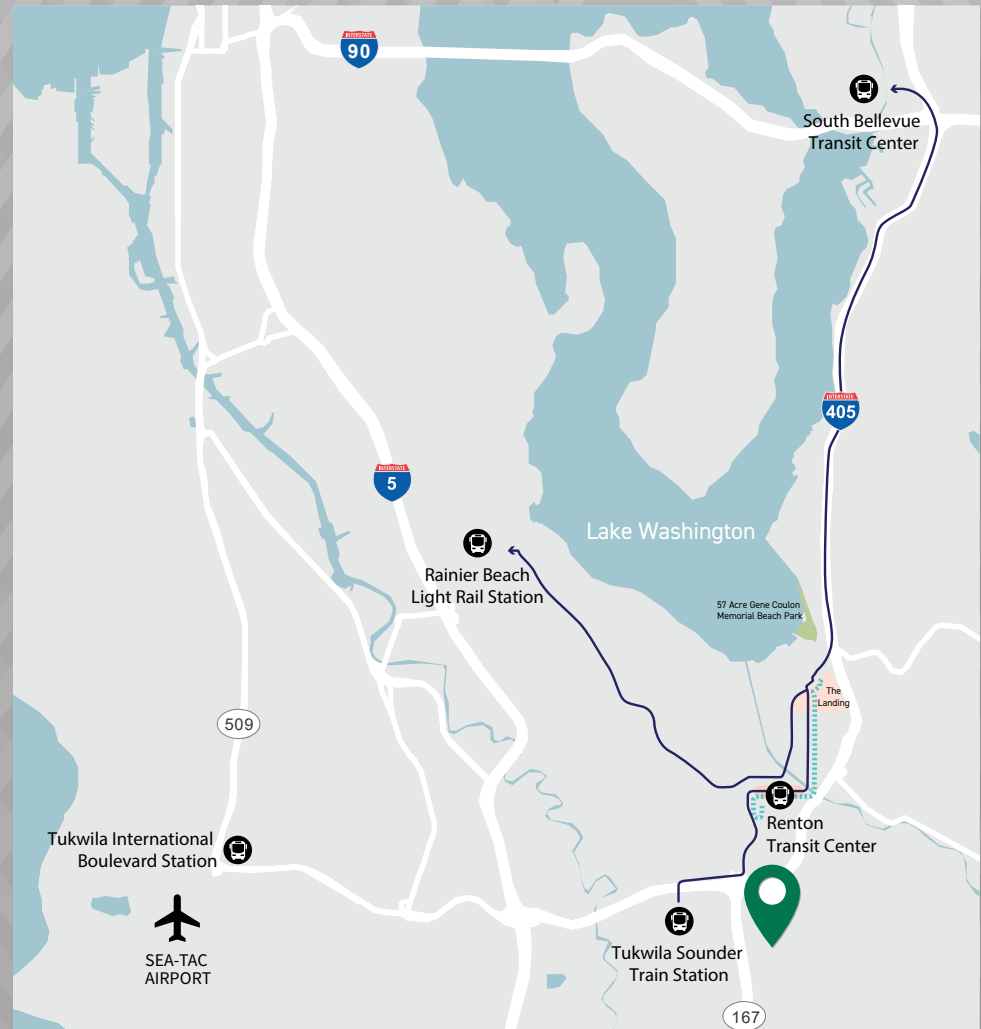 INTERSTATE
90
South Bellevue
Transit Center
INTERSTATE
405
INTERSTATE
5
Lake Washington
Rainier Beach
Light Rail Station
57 Acre Gene Coulon
Memorial Beach Park
The
Landing
509
Renton
Transit Center
Tukwila International
Boulevard Station
SEA-TAC
AIRPORT
Tukwila Sounder
Train Station
167